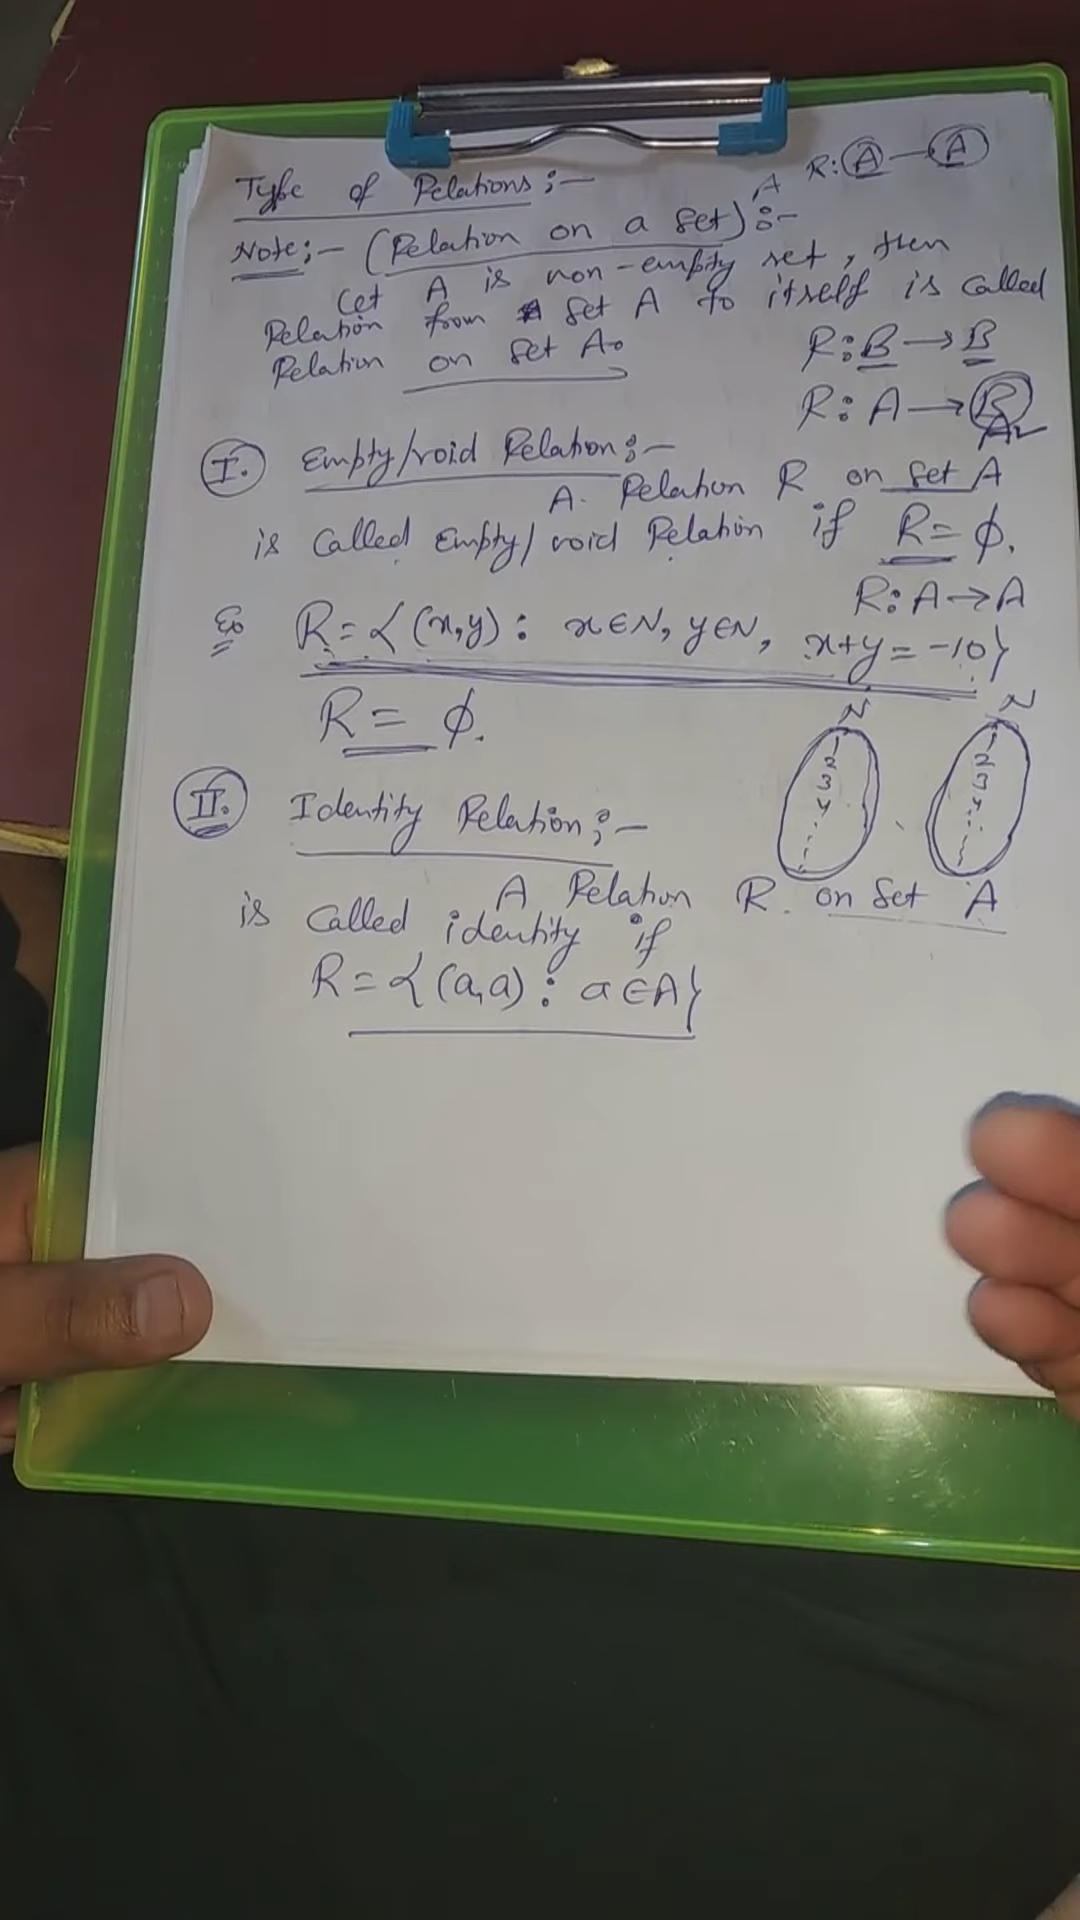 Type of Relations :-
R: A → A
Note :- (Relation on a set) A :-
Let A is non-empty set, then
Relation from set A to itself is called
Relation on set A.
R: B → B
R: A → B
A
I. Empty/void Relation :-
A. Relation R on set A
is called Empty/void Relation if R = ϕ.
R: A → A
R = {(x,y) : x∈N, y∈N, x+y = -10}
R = ϕ.
N N
1 1
2 2
3 3
4 4
II. Identity Relation :-
A Relation R. on set A
is called identity if
R = {(a,a) : a∈A}